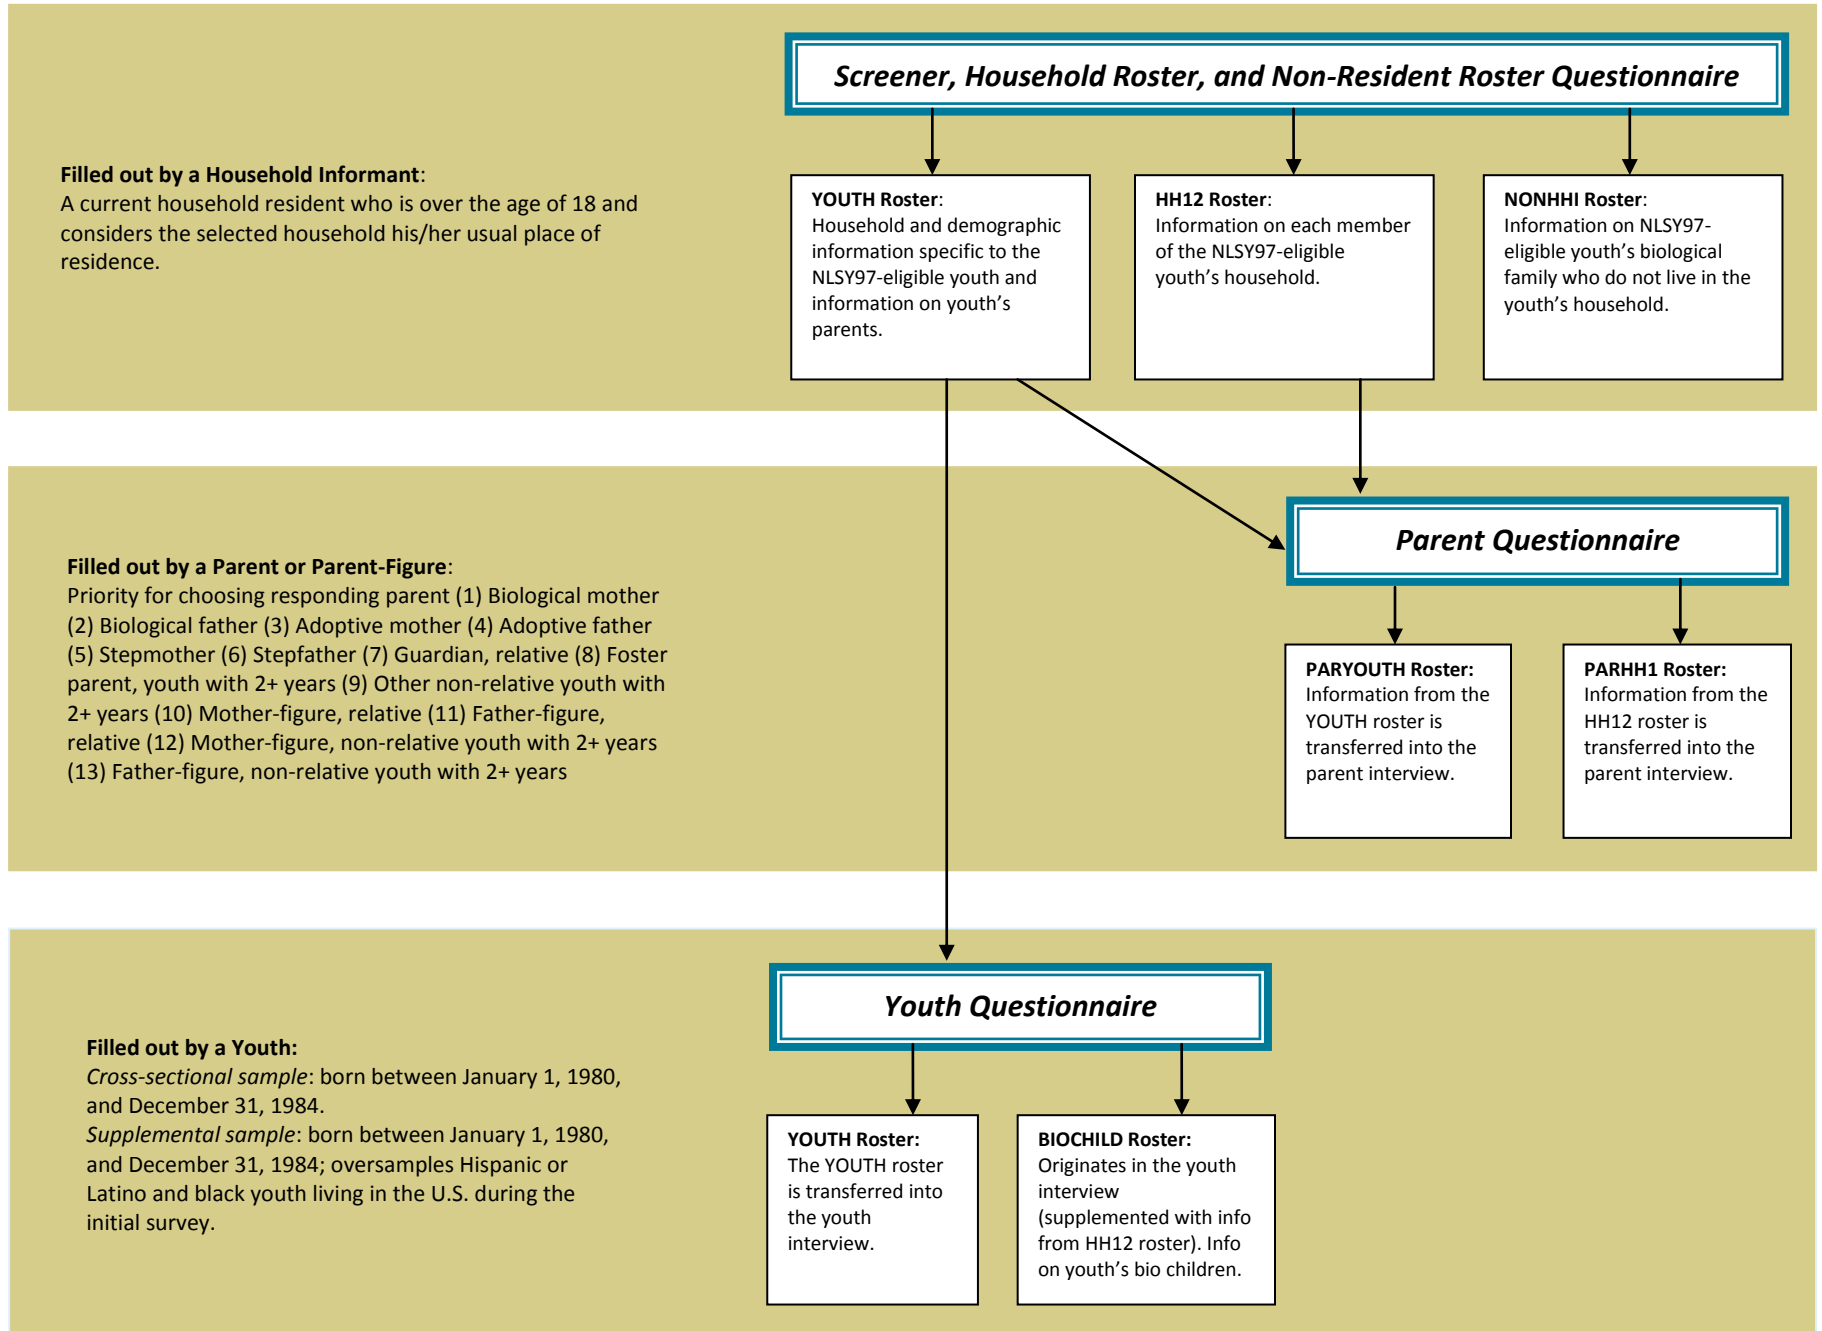 Screener, Household Roster, and Non-Resident Roster Questionnaire
Filled out by a Household Informant:
A current household resident who is over the age of 18 and
considers the selected household his/her usual place of
residence.
YOUTH Roster:
Household and demographic
information specific to the
NLSY97-eligible youth and
information on youth's
parents.
HH12 Roster:
Information on each member
of the NLSY97-eligible
youth's household.
NONHHI Roster:
Information on NLSY97-
eligible youth's biological
family who do not live in the
youth's household.
Parent Questionnaire
Filled out by a Parent or Parent-Figure:
Priority for choosing responding parent (1) Biological mother
(2) Biological father (3) Adoptive mother (4) Adoptive father
(5) Stepmother (6) Stepfather (7) Guardian, relative (8) Foster
parent, youth with 2+ years (9) Other non-relative youth with
2+ years (10) Mother-figure, relative (11) Father-figure,
relative (12) Mother-figure, non-relative youth with 2+ years
(13) Father-figure, non-relative youth with 2+ years
PARYOUTH Roster:
Information from the
YOUTH roster is
transferred into the
parent interview.
PARHH1 Roster:
Information from the
HH12 roster is
transferred into the
parent interview.
Youth Questionnaire
Filled out by a Youth:
Cross-sectional sample: born between January 1, 1980,
and December 31, 1984.
Supplemental sample: born between January 1, 1980,
and December 31, 1984; oversamples Hispanic or
Latino and black youth living in the U.S. during the
initial survey.
YOUTH Roster:
The YOUTH roster
is transferred into
the youth
interview.
BIOCHILD Roster:
Originates in the youth
interview
(supplemented with info
from HH12 roster). Info
on youth's bio children.